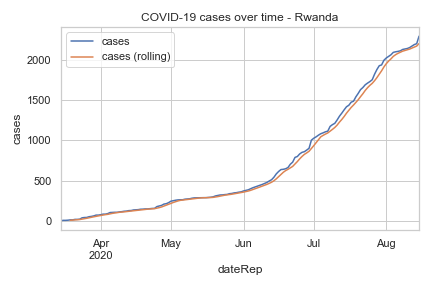 COVID-19 cases over time - Rwanda
cases
cases (rolling)
2000
1500
1000
500
0
cases
Apr
2020
May
Jun
Jul
Aug
dateRep